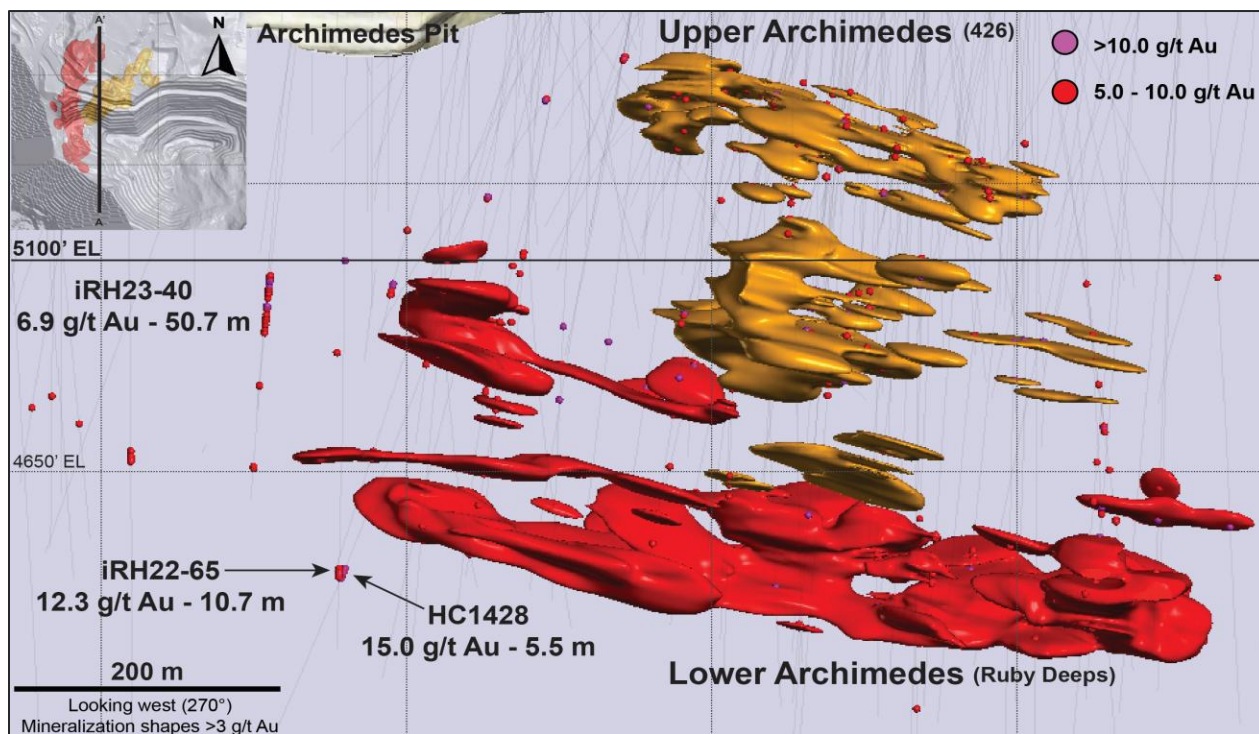 A'
N
A
Archimedes Pit
Upper Archimedes (426)
>10.0 g/t Au
5.0 - 10.0 g/t Au
5100' EL
iRH23-40
6.9 g/t Au - 50.7 m
4650' EL
iRH22-65
12.3 g/t Au - 10.7 m
HC1428
15.0 g/t Au - 5.5 m
Lower Archimedes (Ruby Deeps)
200 m
Looking west (270°)
Mineralization shapes >3 g/t Au